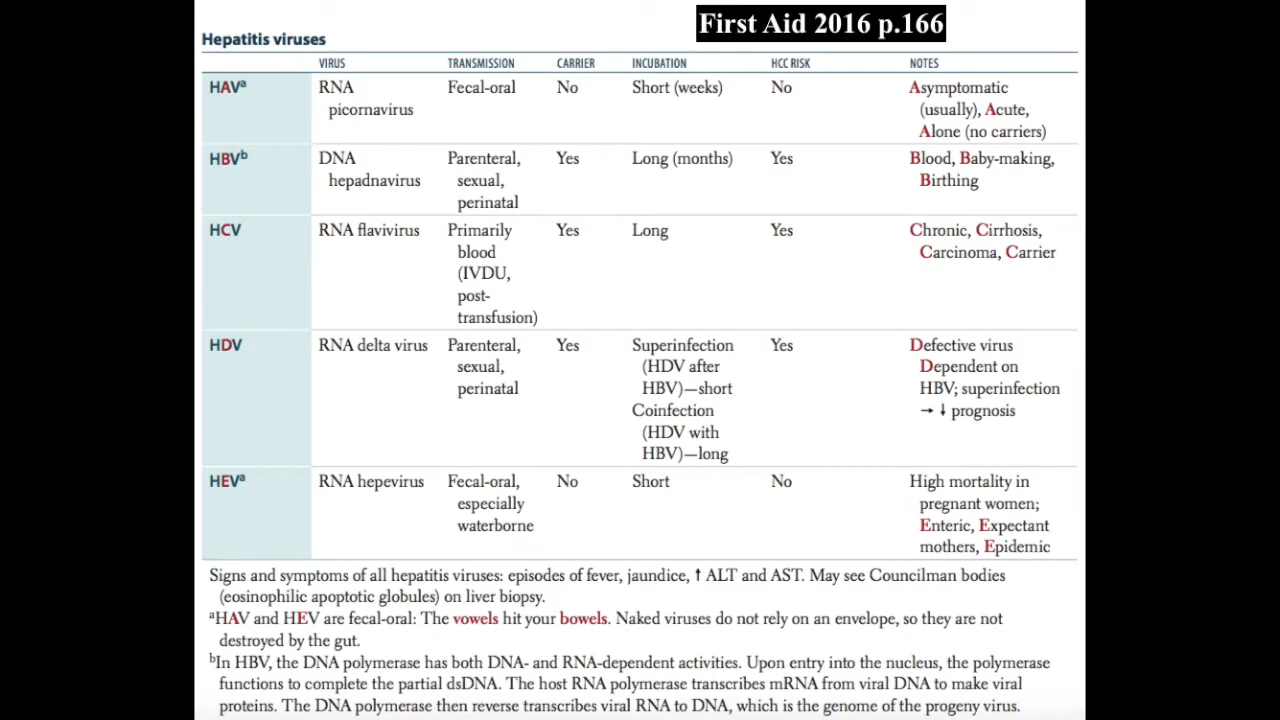 First Aid 2016 p.166
Hepatitis viruses
VIRUS TRANSMISSION CARRIER INCUBATION HCC RISK NOTES
HAVa RNA Fecal-oral No Short (weeks) No Asymptomatic
picornavirus (usually), Acute,
Alone (no carriers)
HBVb DNA Parenteral, Yes Long (months) Yes Blood, Baby-making,
hepadnavirus sexual, Birthing
perinatal
HCV RNA flavivirus Primarily Yes Long Yes Chronic, Cirrhosis,
blood Carcinoma, Carrier
(IVDU,
post-
transfusion)
HDV RNA delta virus Parenteral, Yes Superinfection Yes Defective virus
sexual, (HDV after Dependent on
perinatal HBV)—short HBV; superinfection
Coinfection → ↓ prognosis
(HDV with
HBV)—long
HEVa RNA hepevirus Fecal-oral, No Short No High mortality in
especially pregnant women;
waterborne Enteric, Expectant
mothers, Epidemic
Signs and symptoms of all hepatitis viruses: episodes of fever, jaundice, ↑ ALT and AST. May see Councilman bodies
(eosinophilic apoptotic globules) on liver biopsy.
aHAV and HEV are fecal-oral: The vowels hit your bowels. Naked viruses do not rely on an envelope, so they are not
destroyed by the gut.
bIn HBV, the DNA polymerase has both DNA- and RNA-dependent activities. Upon entry into the nucleus, the polymerase
functions to complete the partial dsDNA. The host RNA polymerase transcribes mRNA from viral DNA to make viral
proteins. The DNA polymerase then reverse transcribes viral RNA to DNA, which is the genome of the progeny virus.